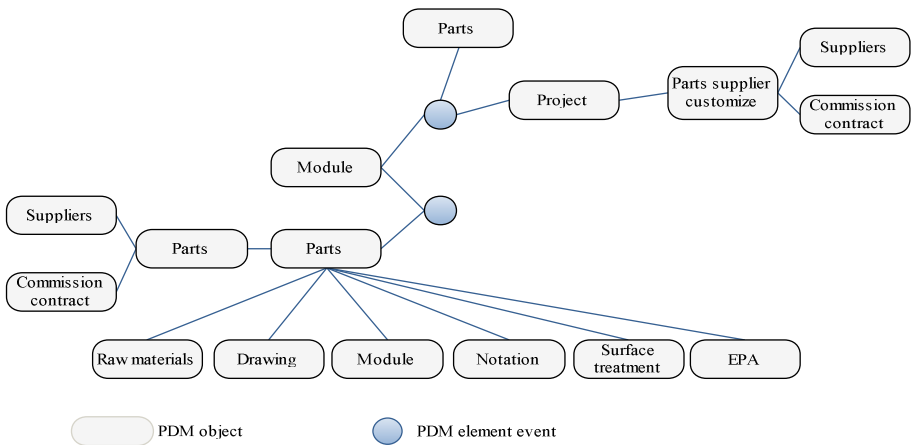 Parts
Suppliers
Project
Parts supplier
customize
Commission
contract
Module
Suppliers
Parts
Parts
Commission
contract
Raw materials
Drawing
Module
Notation
Surface
treatment
EPA
PDM object
PDM element event